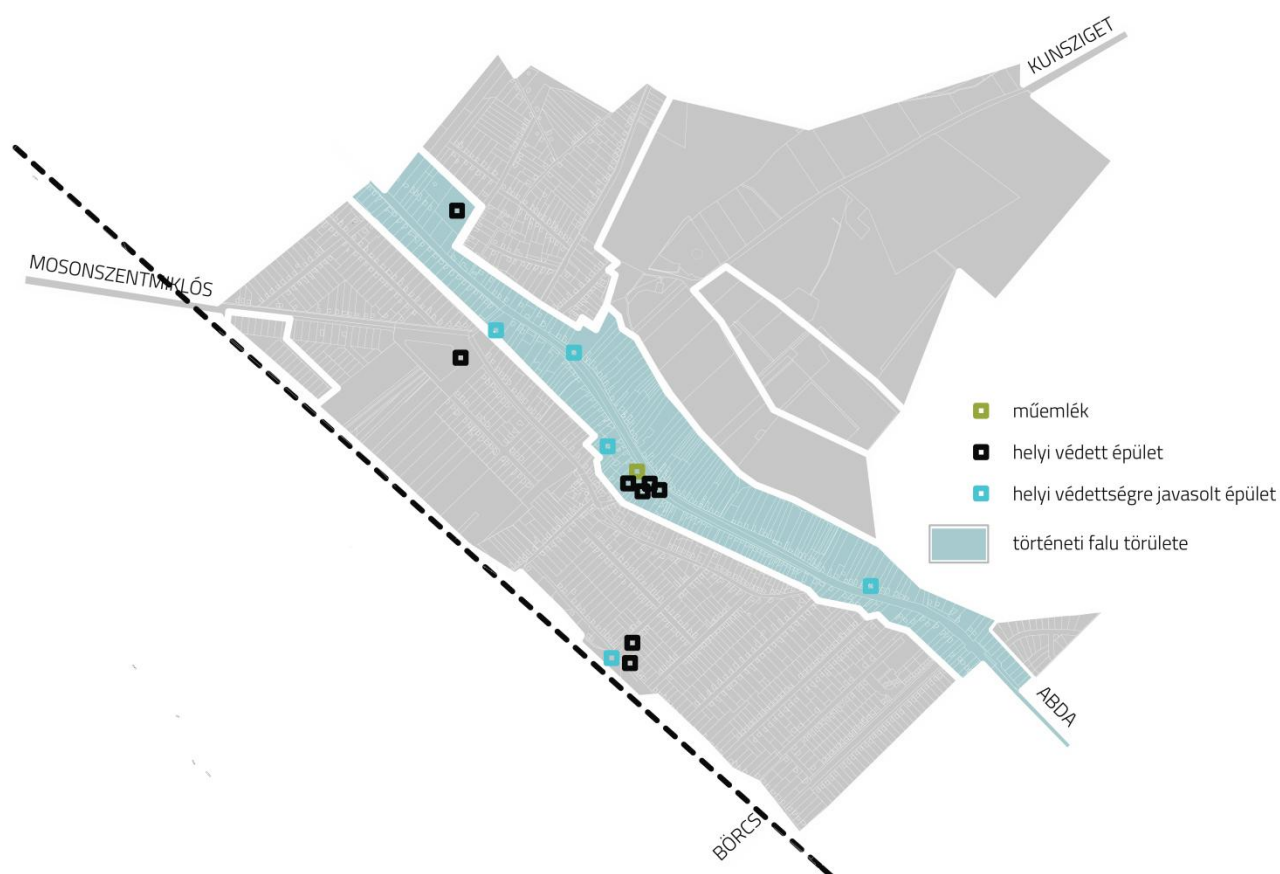 KUNSZIGET
MOSONSZENTMIKLÓS
műemlék
helyi védett épület
helyi védettségre javasolt épület
történeti falu törülete
ABDA
BÖRCS